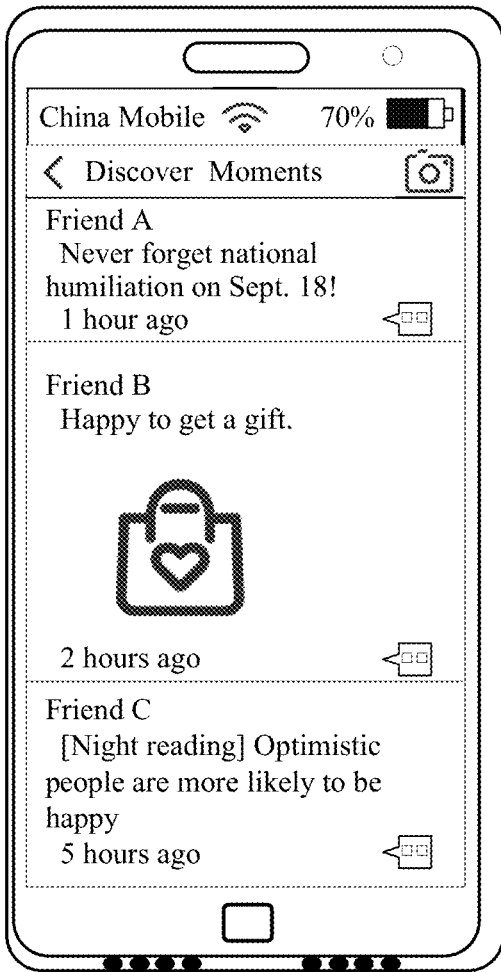 China Mobile 70%
Discover Moments
Friend A
Never forget national
humiliation on Sept. 18!
1 hour ago
Friend B
Happy to get a gift.
2 hours ago
Friend C
[Night reading] Optimistic
people are more likely to be
happy
5 hours ago